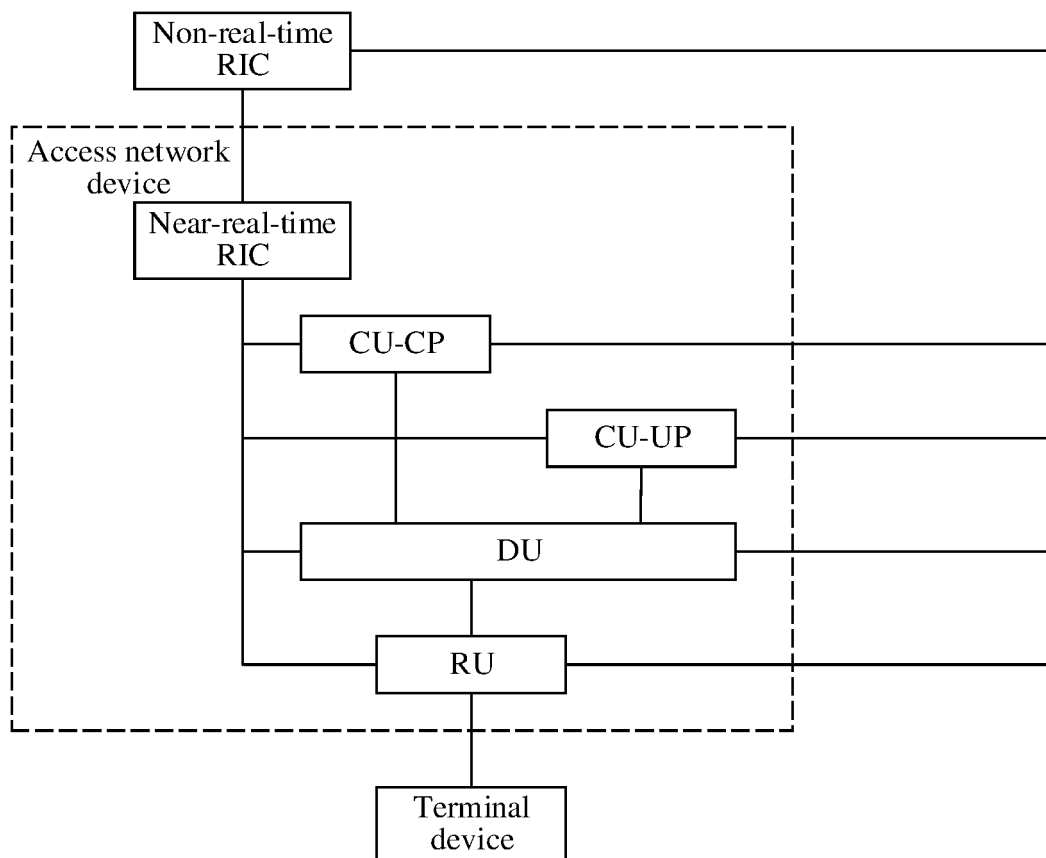 Non-real-time
RIC
Access network
device
Near-real-time
RIC
CU-CP
CU-UP
DU
RU
Terminal
device